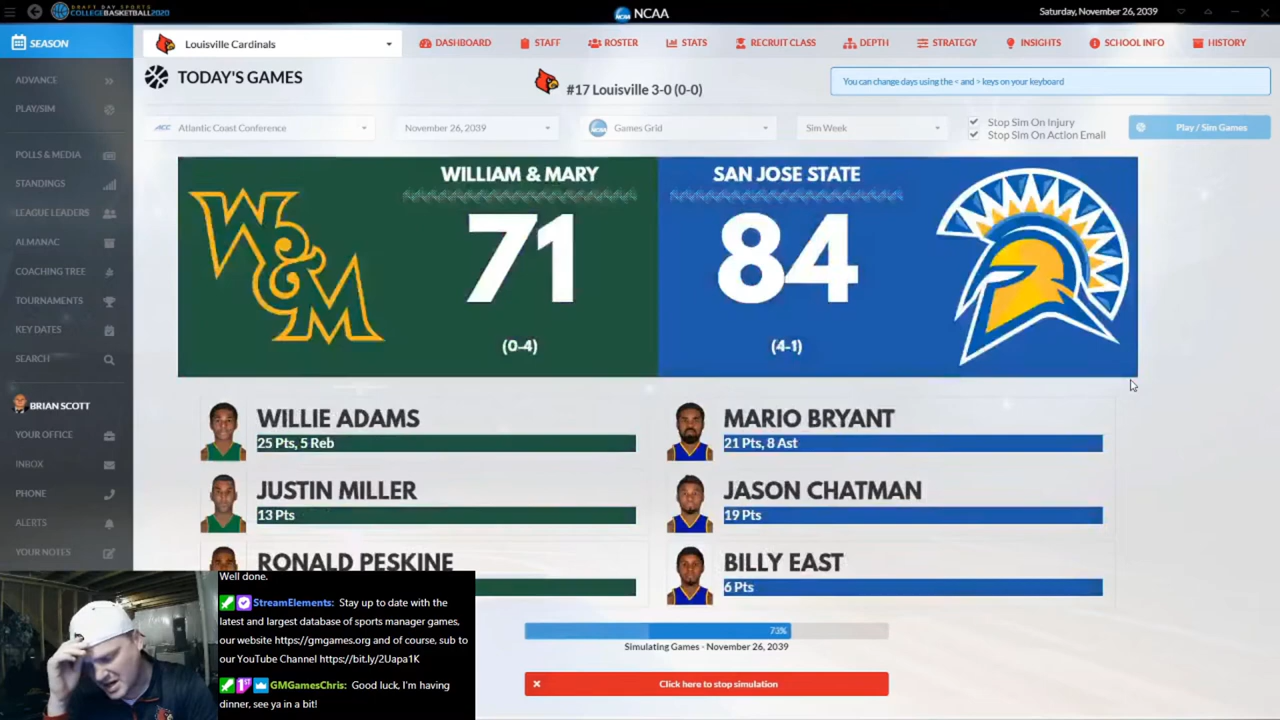 DRAFT DAY SPORTS
COLLEGE BASKETBALL 2020
NCAA
Saturday, November 26, 2039
SEASON
Louisville Cardinals
DASHBOARD
STAFF
ROSTER
STATS
RECRUIT CLASS
DEPTH
STRATEGY
INSIGHTS
SCHOOL INFO
HISTORY
ADVANCE
PLAY/SIM
POLLS & MEDIA
STANDINGS
LEAGUE LEADERS
ALMANAC
COACHING TREE
TOURNAMENTS
KEY DATES
SEARCH
BRIAN SCOTT
YOUR OFFICE
INBOX
PHONE
ALERTS
YOUR NOTES
TODAY'S GAMES
#17 Louisville 3-0 (0-0)
You can change days using the < and > keys on your keyboard
ACC Atlantic Coast Conference
November 26, 2039
NCAA Games Grid
Sim Week
Stop Sim On Injury
Stop Sim On Action Email
Play / Sim Games
W&M
WILLIAM & MARY
71
(0-4)
SAN JOSE STATE
84
(4-1)
WILLIE ADAMS
25 Pts, 5 Reb
MARIO BRYANT
21 Pts, 8 Ast
JUSTIN MILLER
13 Pts
JASON CHATMAN
19 Pts
RONALD PESKINE
BILLY EAST
6 Pts
73%
Simulating Games - November 26, 2039
Click here to stop simulation
Well done.
StreamElements: Stay up to date with the
latest and largest database of sports manager games,
our website https://gmgames.org and of course, sub to
our YouTube Channel https://bit.ly/2Uapa1K
GMGamesChris: Good luck, I'm having
dinner, see ya in a bit!